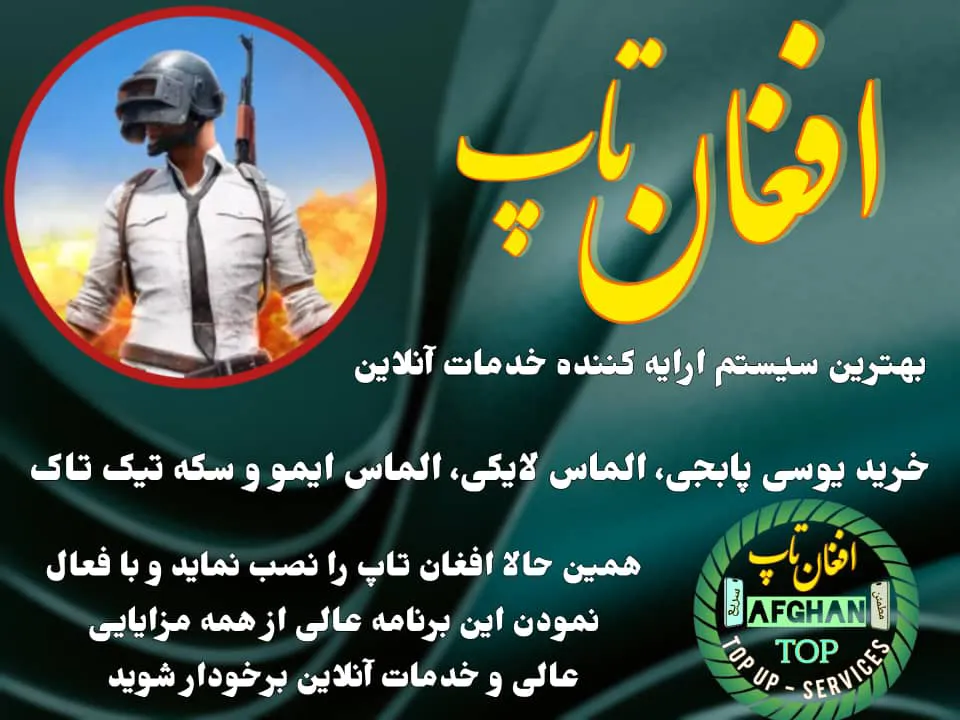 افغان تاپ
بهترین سیستم ارایه کننده خدمات آنلاین
خرید یوسی پابجی، الماس لایکی، الماس ایمو و سکه تیک تاک
همین حالا افغان تاپ را نصب نماید و با فعال
نمودن این برنامه عالی از همه مزایایی
عالی و خدمات آنلاین برخودار شوید
افغان تاپ
سریع
AFGHAN
مطمئن
TOP
TOP UP - SERVICES